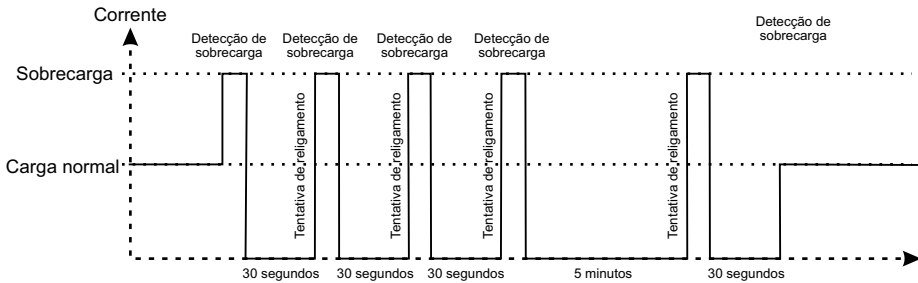 Corrente
Detecção de
sobrecarga
Detecção de
sobrecarga
Detecção de
sobrecarga
Detecção de
sobrecarga
Detecção de
sobrecarga
Sobrecarga
Carga normal
Tentativa de religamento
Tentativa de religamento
Tentativa de religamento
Tentativa de religamento
30 segundos
30 segundos
30 segundos
5 minutos
30 segundos